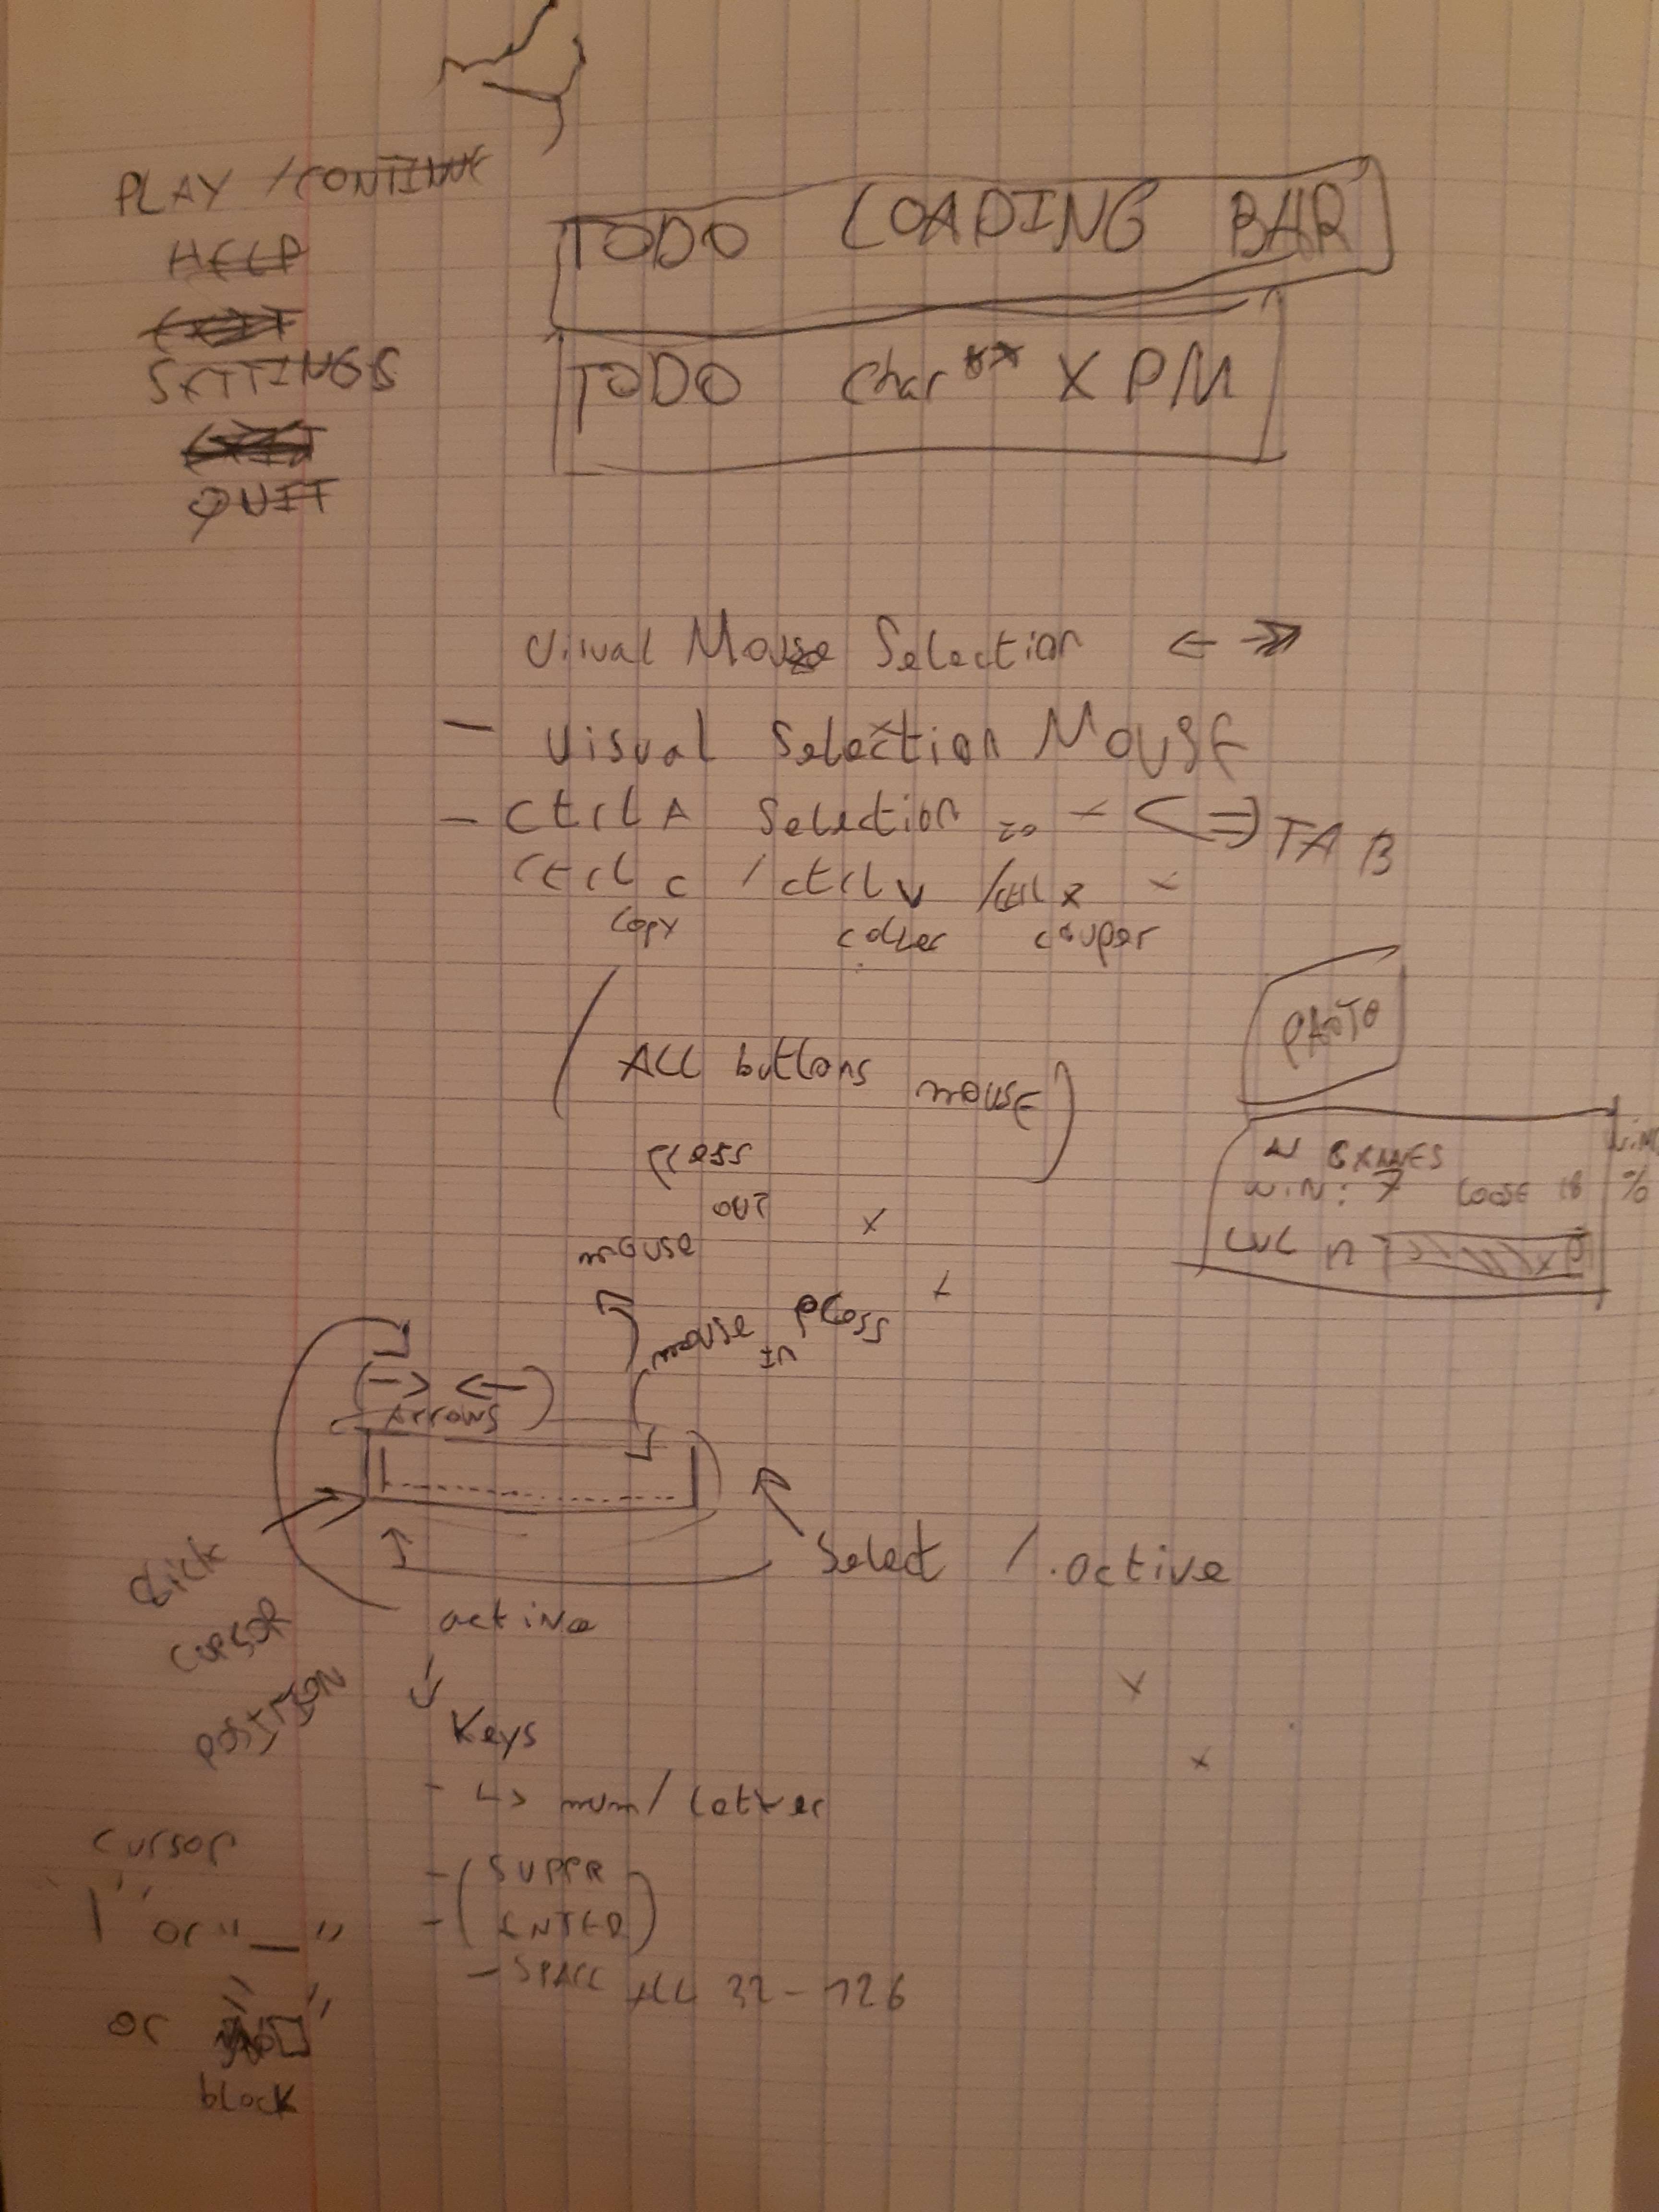 PLAY / CONTINUE
HELP
SETTINGS
QUIT
TODO LOADING BAR
TODO char** XPM
Visual Mouse Selection ← →
- Visual Selection MOUSE
- Ctrl A Selection <=> TAB
Ctrl C / Ctrl V / Ctrl X
copy coller couper
ALL buttons mouse
press
OUT
mouse
mouse press
IN
N GAMES
WIN: 7 LOOSE 18 %
LVL n XP
→ ←
Arrows
Click
CURSOR
POSITION
Select / active
active
Keys
- ↳ num / letter
- SUPPR
- ENTER
- SPACE ALL 32 - 126
cursor
"|" or "_"
or "□"
block